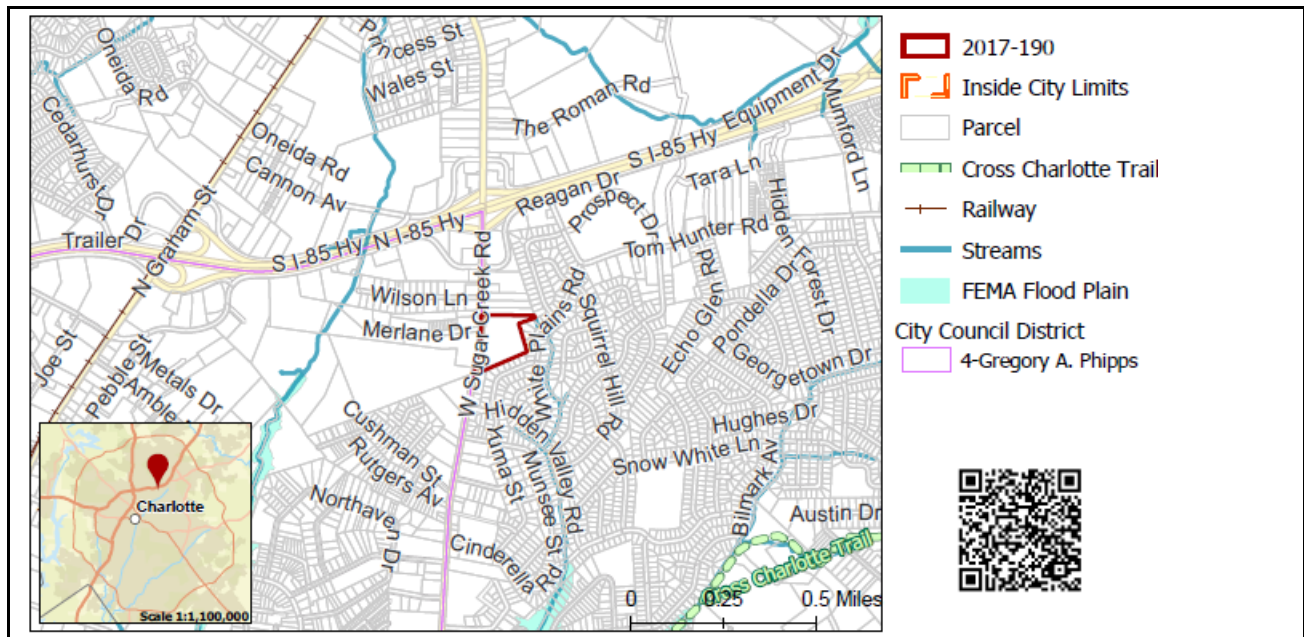 Princess St
Wales St
Oneida Rd
Cedarhurst Dr
Oneida Rd
Cannon Av
The Roman Rd
S I-85 Hy
Equipment Dr
Mumford Ln
Reagan Dr
Tara Ln
Prospect Dr
Tom Hunter Rd
Hidden Forest Dr
N Graham St
Trailer Dr
S I-85 Hy
N I-85 Hy
Wilson Ln
Merlane Dr
W Sugar Creek Rd
White Plains Rd
Squirrel Hill Rd
Echo Glen Rd
Pondella Dr
Georgetown Dr
Joe St
Pebble St
Metals Dr
Amble
Hidden Valley Rd
Hughes Dr
Snow White Ln
Cushman St
Rutgers Av
Yuma St
Munsee St
Bilmark Av
Northaven Dr
Cinderella Rd
Austin Dr
Cross Charlotte Trail
0 0.25 0.5 Miles
Charlotte
Scale 1:1,100,000
2017-190
Inside City Limits
Parcel
Cross Charlotte Trail
Railway
Streams
FEMA Flood Plain
City Council District
4-Gregory A. Phipps